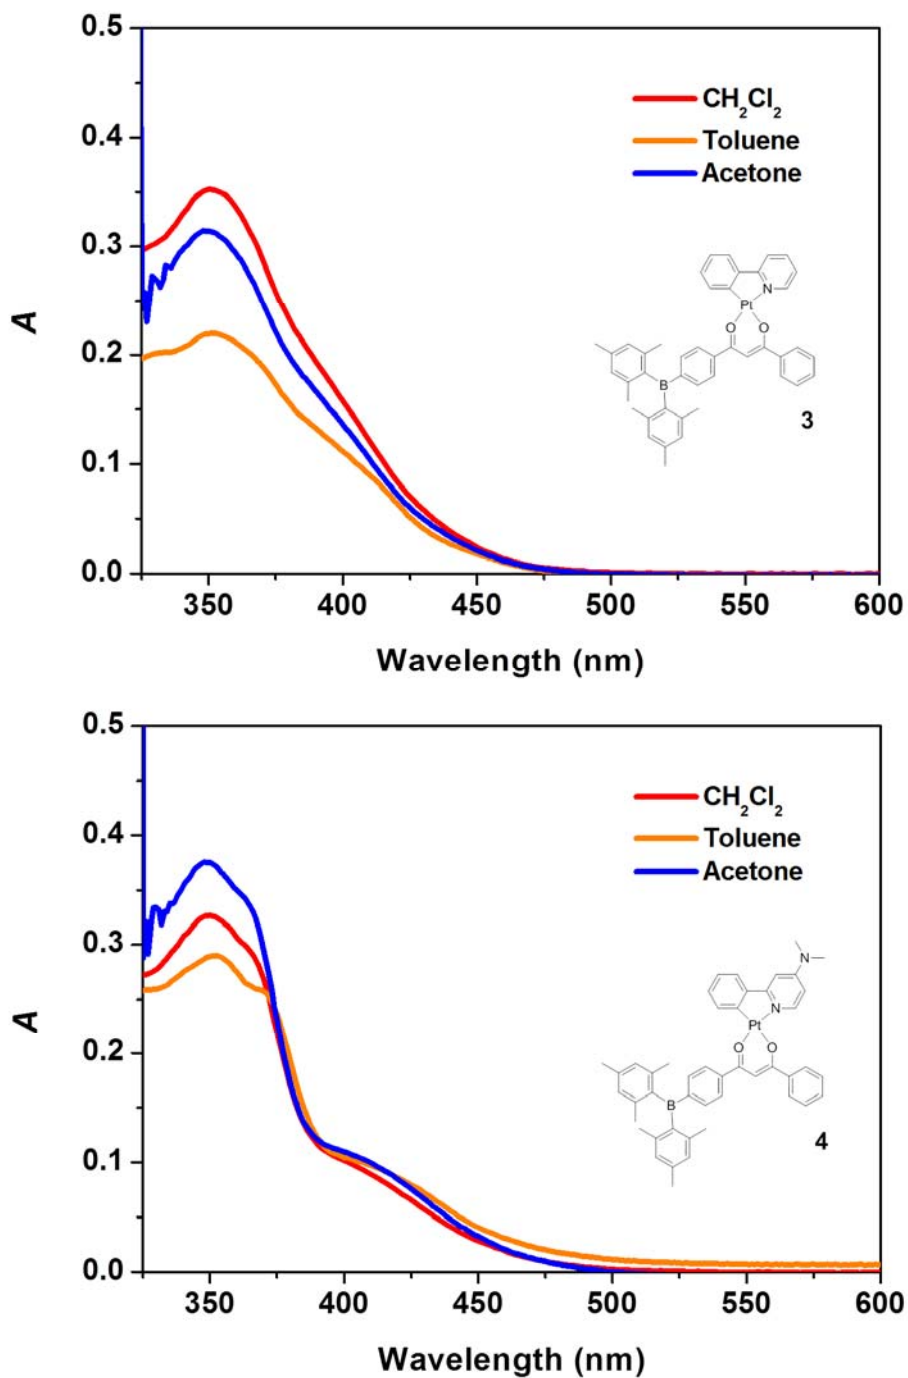 0.5
0.4
0.3
0.2
0.1
0.0
A
CH₂Cl₂
Toluene
Acetone
N
Pt
O O
B
3
350 400 450 500 550 600
Wavelength (nm)
0.5
0.4
0.3
0.2
0.1
0.0
A
CH₂Cl₂
Toluene
Acetone
N
N
Pt
O O
B
4
350 400 450 500 550 600
Wavelength (nm)